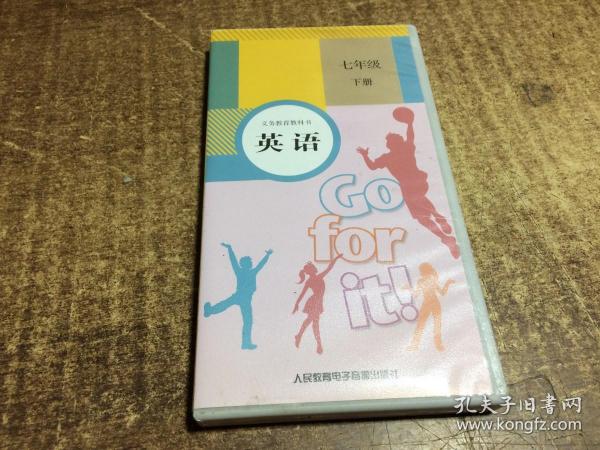 七年级
下册
义务教育教科书
英语
Go
for
it!
人民教育电子音像出版社
孔夫子旧书网
www.kongfz.com